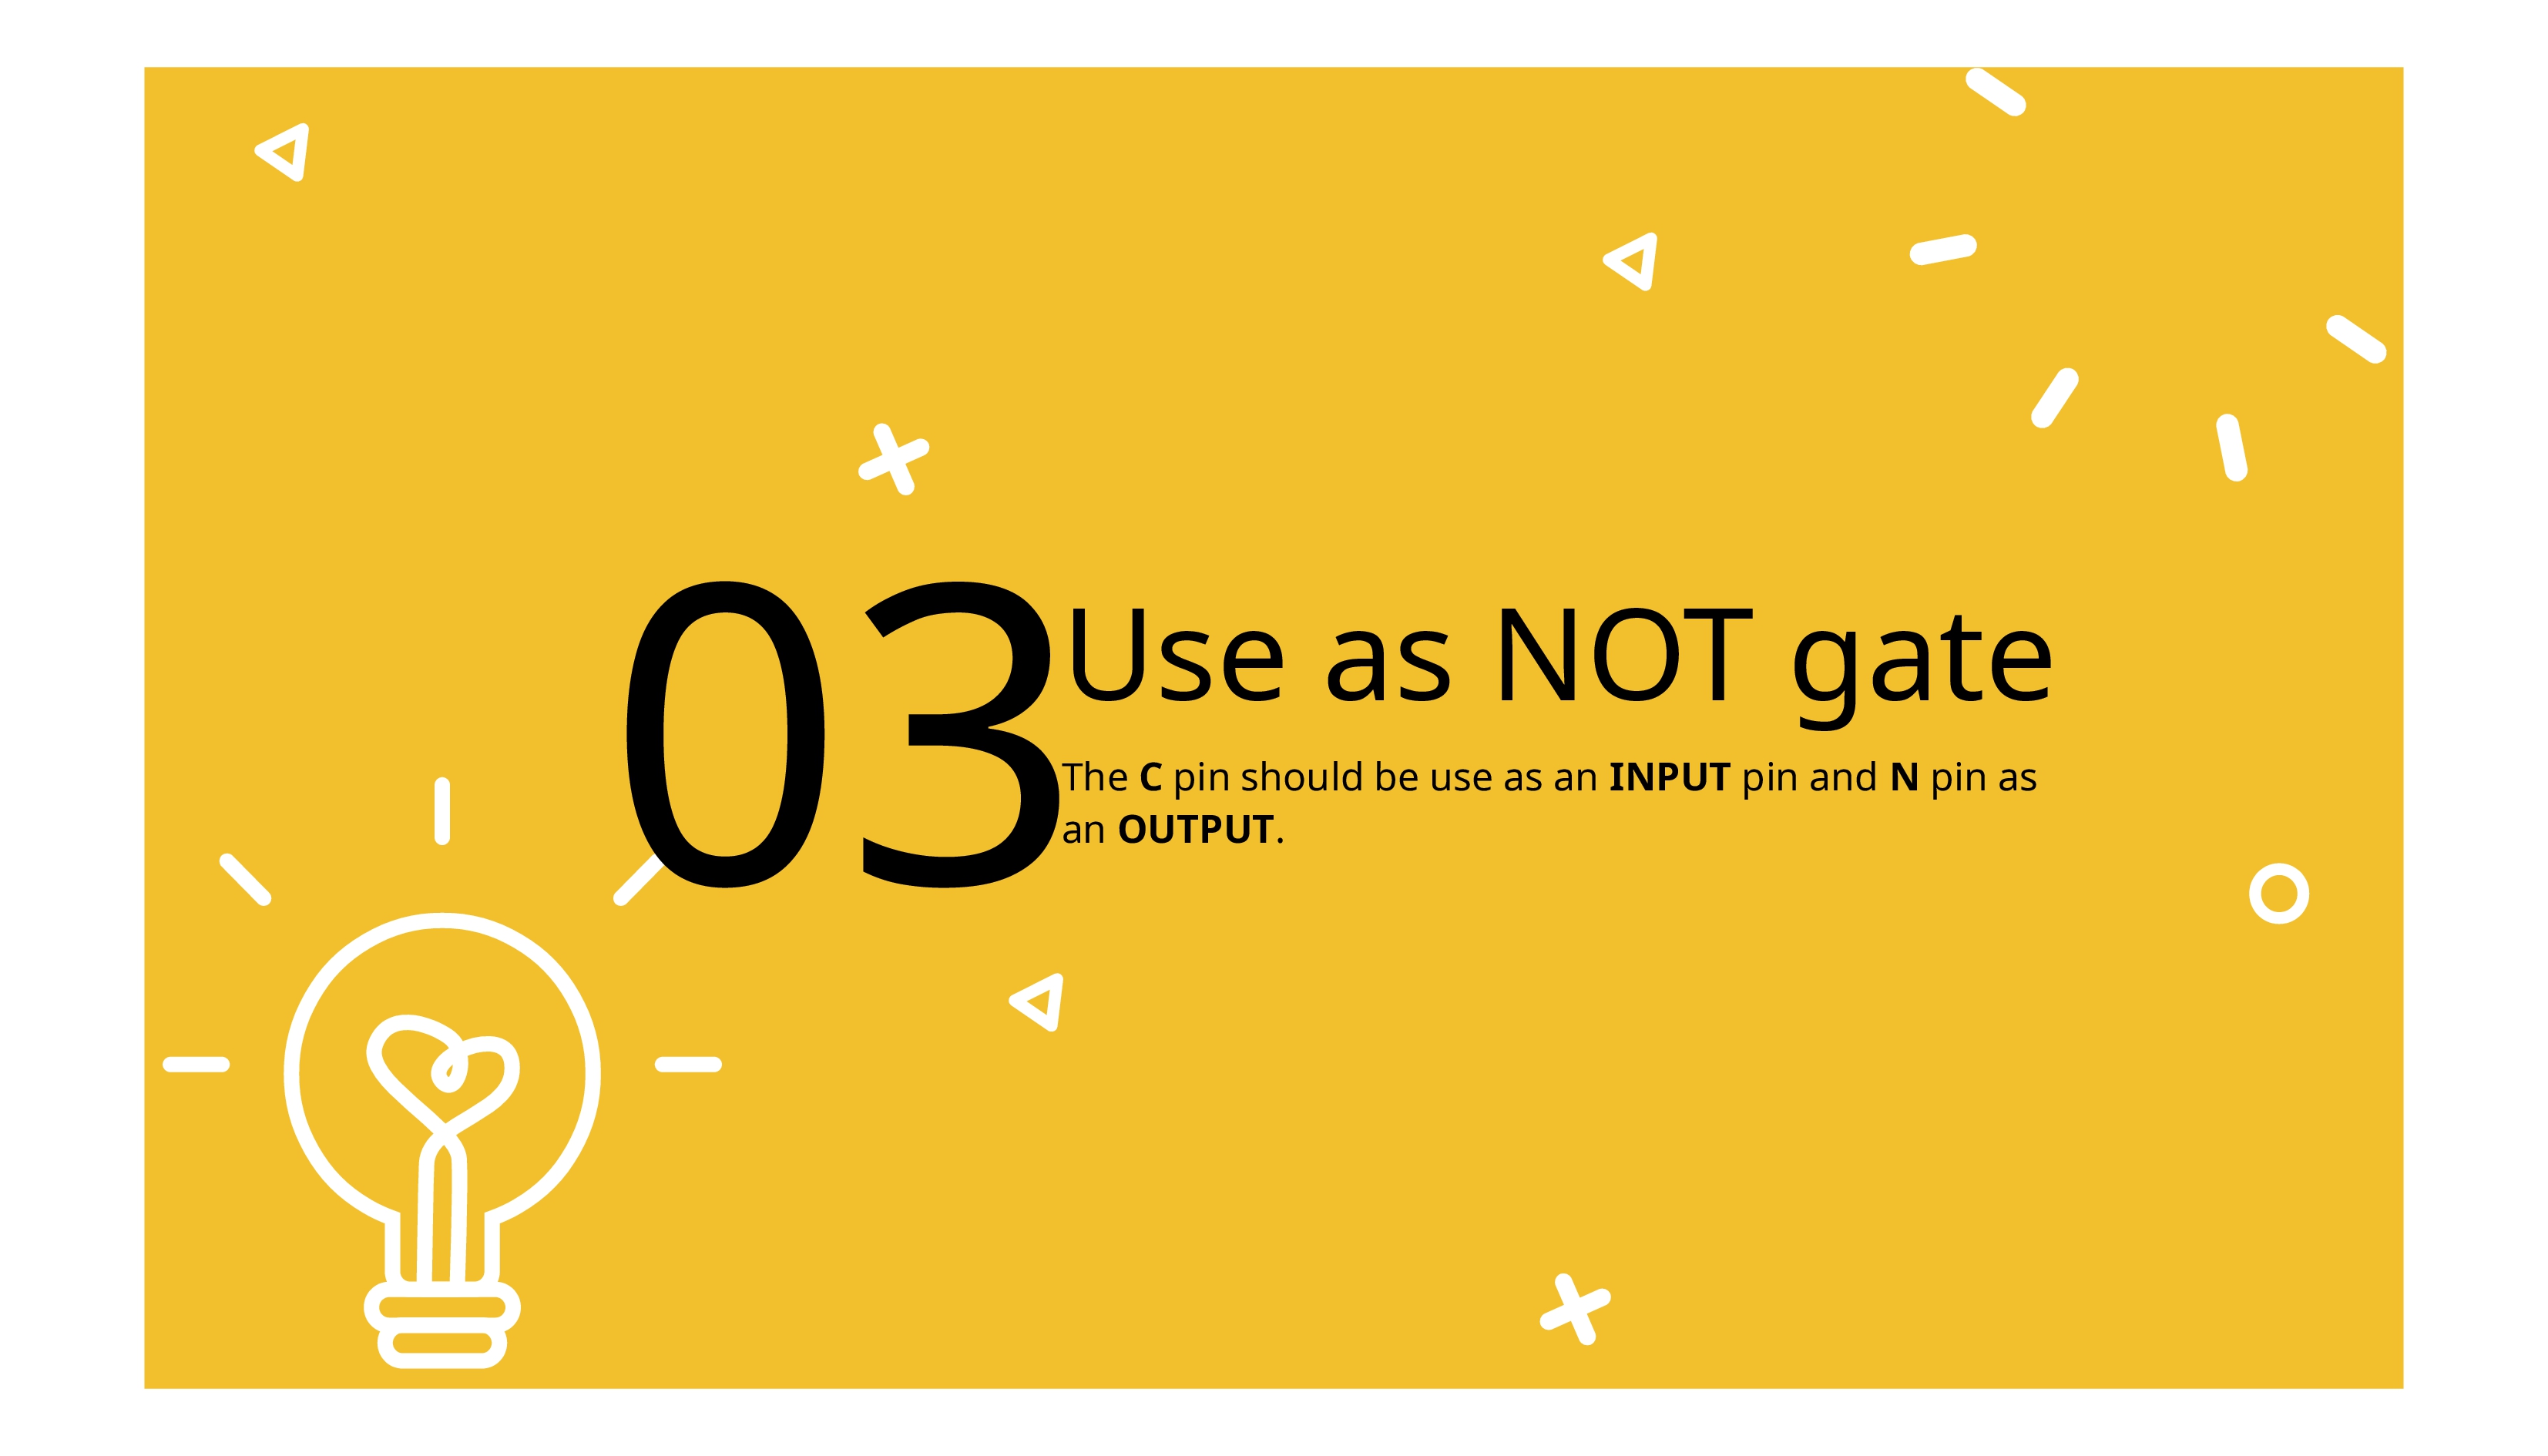 03
Use as NOT gate
The C pin should be use as an INPUT pin and N pin as
an OUTPUT.